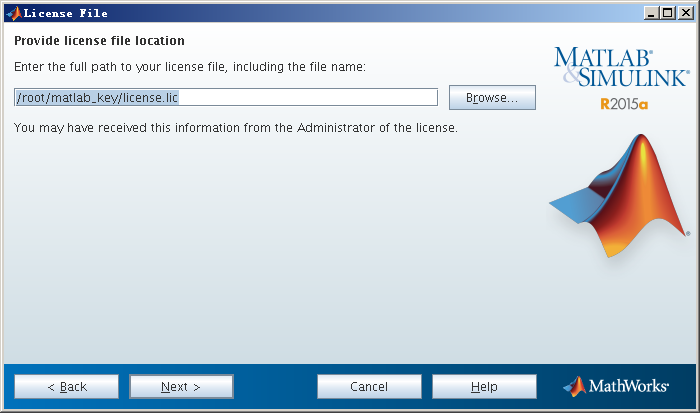 License File
Provide license file location
Enter the full path to your license file, including the file name:
/root/matlab_key/license.lic
Browse...
You may have received this information from the Administrator of the license.
MATLAB®
&SIMULINK®
R2015a
®
< Back
Next >
Cancel
Help
MathWorks®